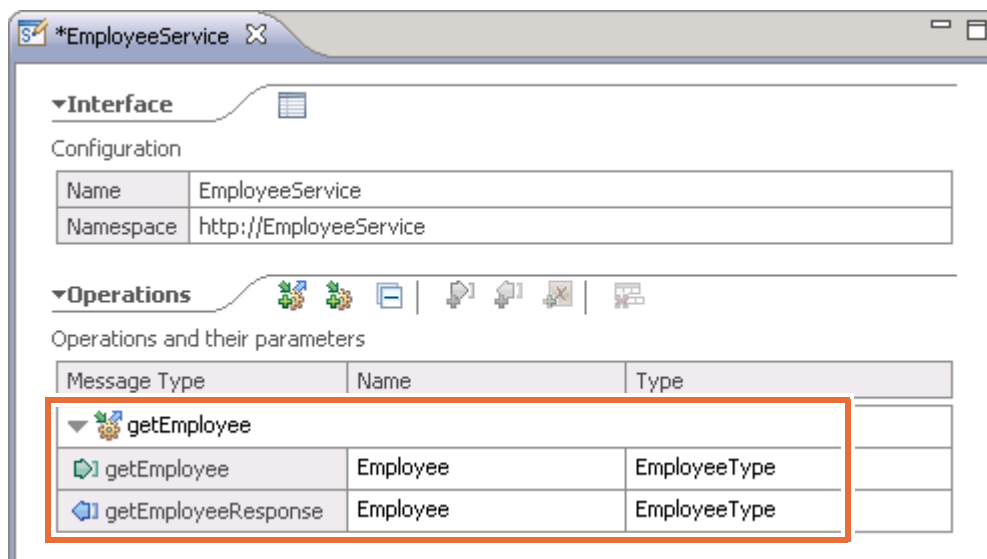 *EmployeeService
Interface
Configuration
Name EmployeeService
Namespace http://EmployeeService
Operations
Operations and their parameters
Message Type Name Type
getEmployee
getEmployee Employee EmployeeType
getEmployeeResponse Employee EmployeeType